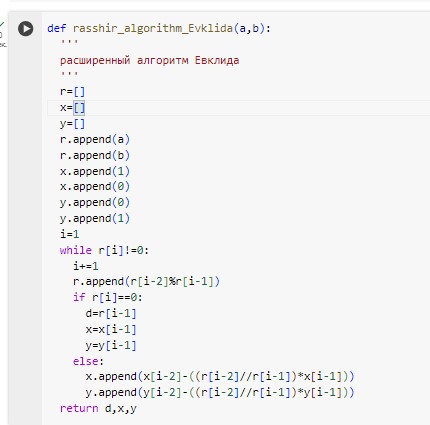 def rasshir_algorithm_Evklida(a,b):
  '''
  расширенный алгоритм Евклида
  '''
  r=[]
  x=[]
  y=[]
  r.append(a)
  r.append(b)
  x.append(1)
  x.append(0)
  y.append(0)
  y.append(1)
  i=1
  while r[i]!=0:
    i+=1
    r.append(r[i-2]%r[i-1])
    if r[i]==0:
      d=r[i-1]
      x=x[i-1]
      y=y[i-1]
    else:
      x.append(x[i-2]-((r[i-2]//r[i-1])*x[i-1]))
      y.append(y[i-2]-((r[i-2]//r[i-1])*y[i-1]))
  return d,x,y